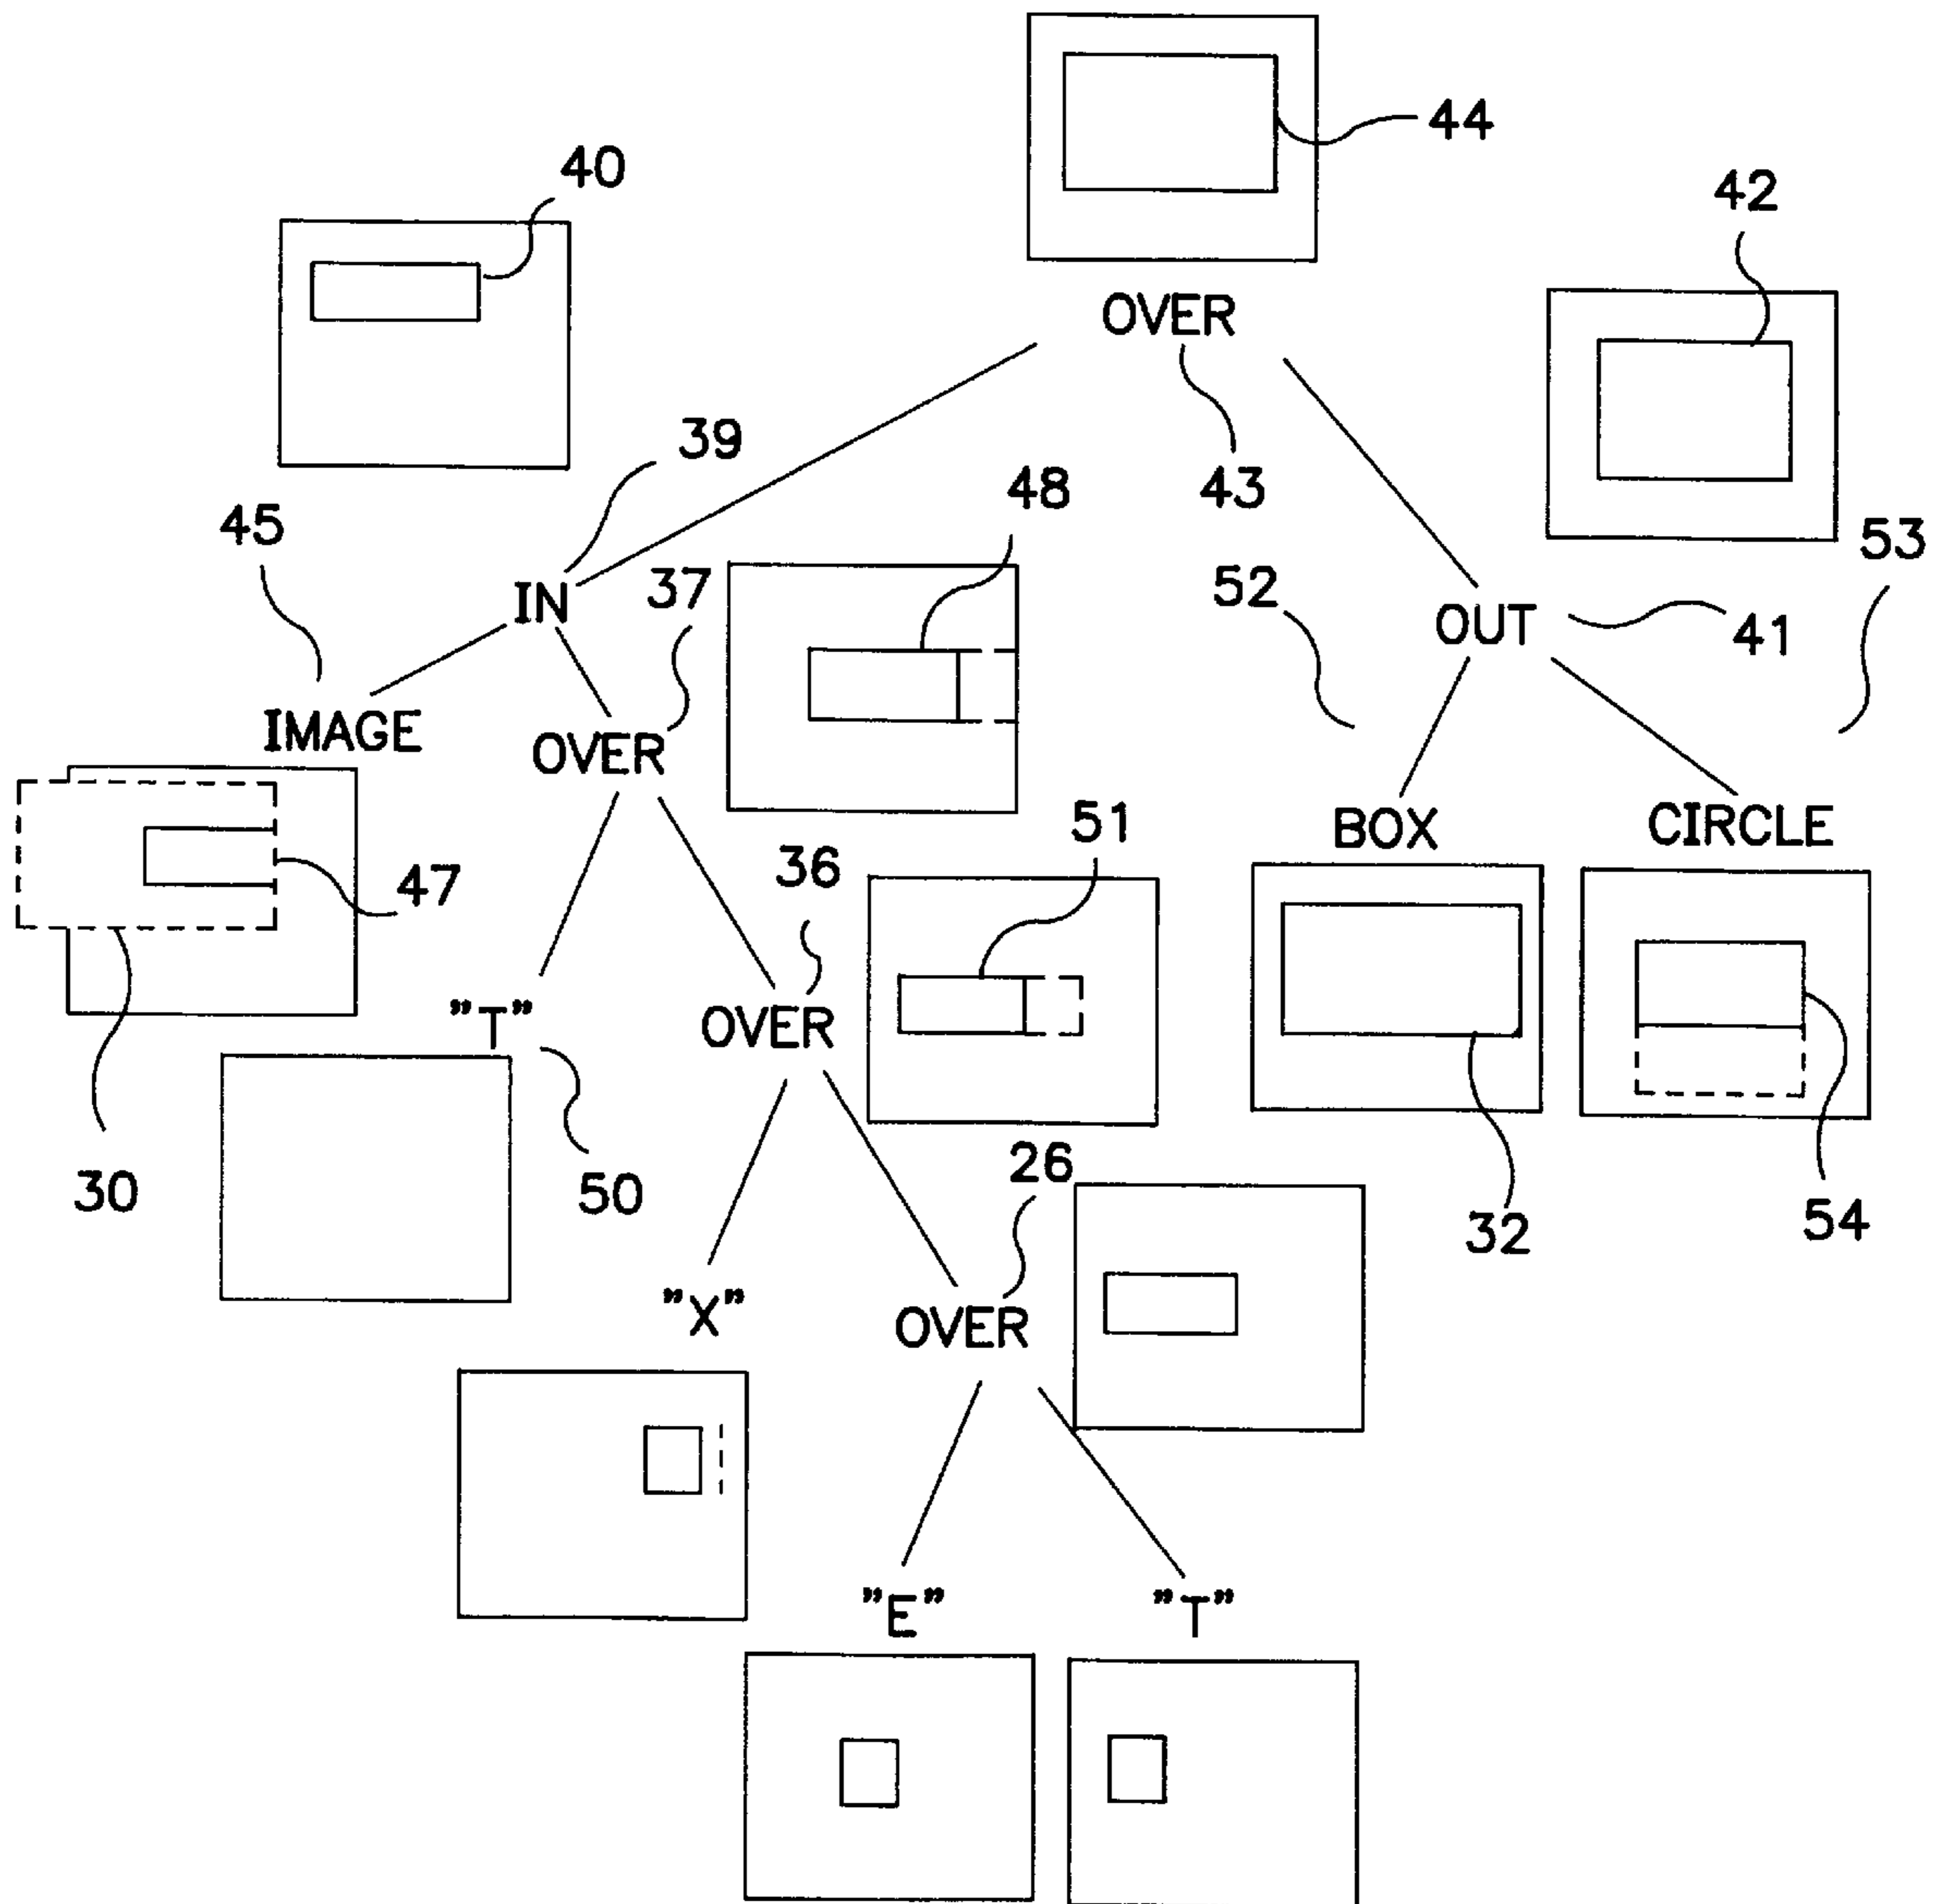 44
40
42
OVER
39
43
48
45
53
37
52
IN
OUT
41
IMAGE
OVER
51
BOX
CIRCLE
36
47
”T”
OVER
26
30
50
32
54
”X”
OVER
”E”
”T”